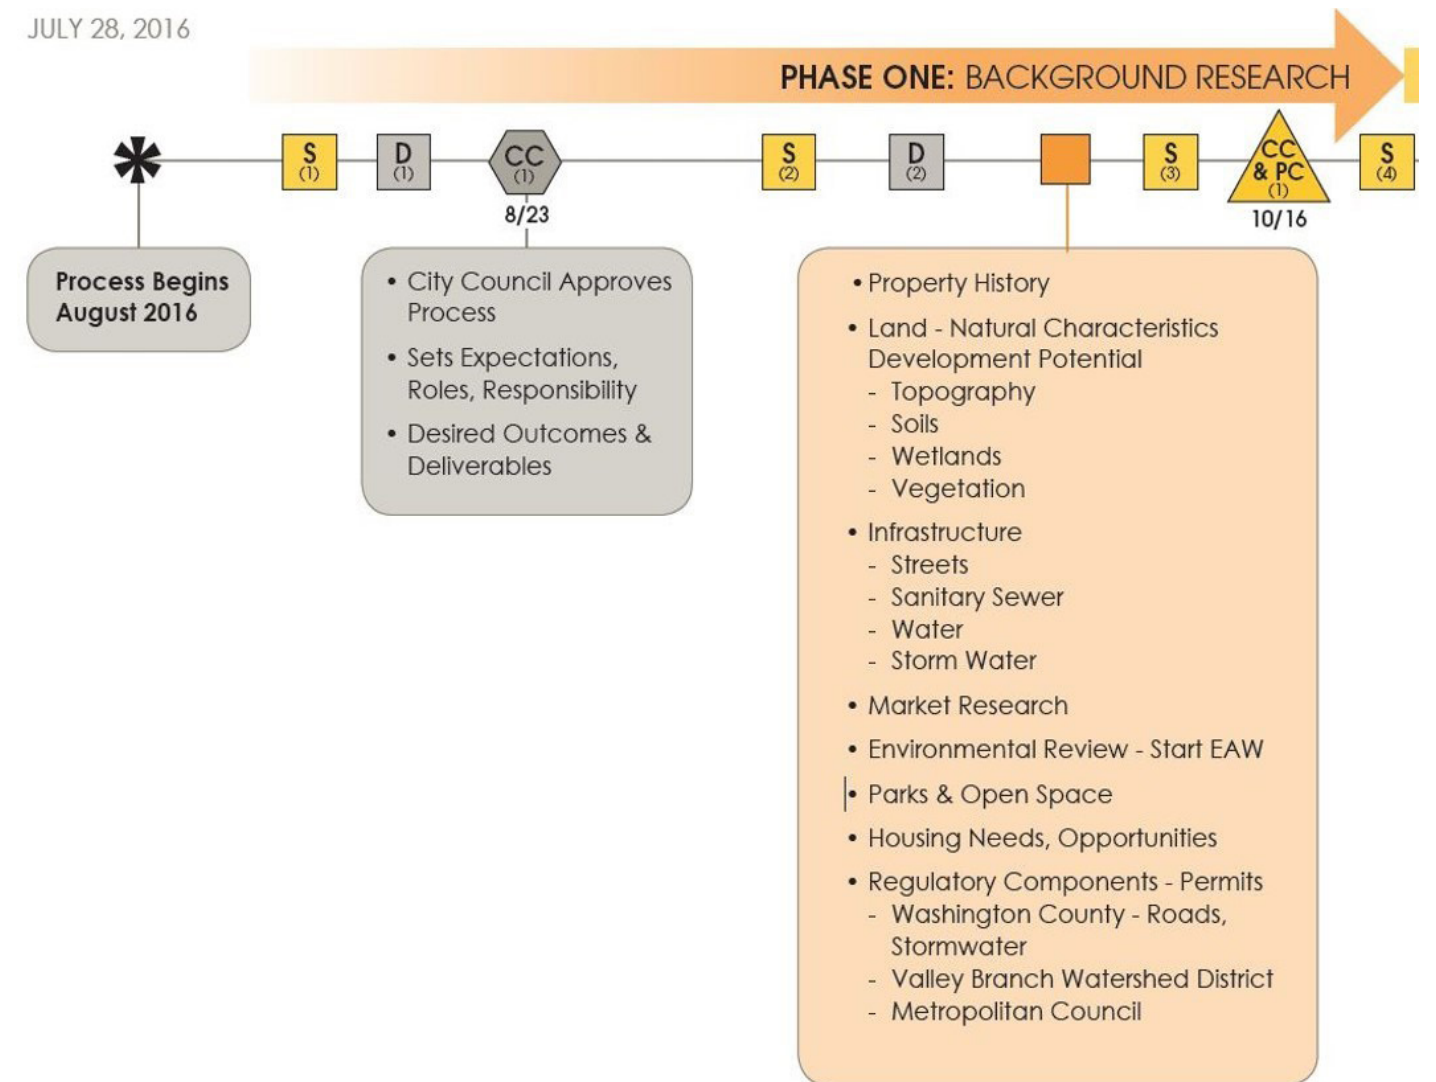 JULY 28, 2016
PHASE ONE: BACKGROUND RESEARCH
S
(1)
D
(1)
CC
(1)
8/23
S
(2)
D
(2)
S
(3)
CC
& PC
(1)
10/16
S
(4)
Process Begins
August 2016
• City Council Approves
Process
• Sets Expectations,
Roles, Responsibility
• Desired Outcomes &
Deliverables
• Property History
• Land - Natural Characteristics
Development Potential
- Topography
- Soils
- Wetlands
- Vegetation
• Infrastructure
- Streets
- Sanitary Sewer
- Water
- Storm Water
• Market Research
• Environmental Review - Start EAW
• Parks & Open Space
• Housing Needs, Opportunities
• Regulatory Components - Permits
- Washington County - Roads,
Stormwater
- Valley Branch Watershed District
- Metropolitan Council